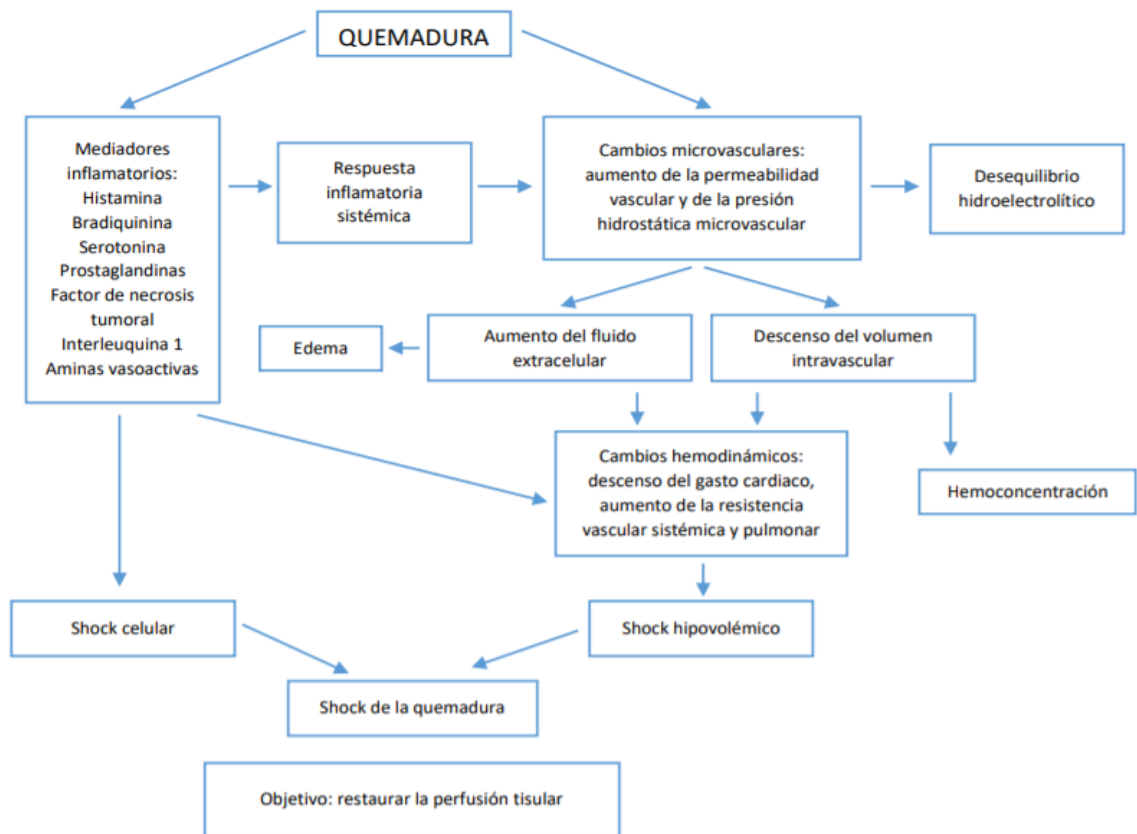 QUEMADURA
Mediadores
inflamatorios:
Histamina
Bradiquinina
Serotonina
Prostaglandinas
Factor de necrosis
tumoral
Interleuquina 1
Aminas vasoactivas
Respuesta
inflamatoria
sistémica
Cambios microvasculares:
aumento de la permeabilidad
vascular y de la presión
hidrostática microvascular
Desequilibrio
hidroelectrolítico
Edema
Aumento del fluido
extracelular
Descenso del volumen
intravascular
Cambios hemodinámicos:
descenso del gasto cardiaco,
aumento de la resistencia
vascular sistémica y pulmonar
Hemoconcentración
Shock celular
Shock hipovolémico
Shock de la quemadura
Objetivo: restaurar la perfusión tisular